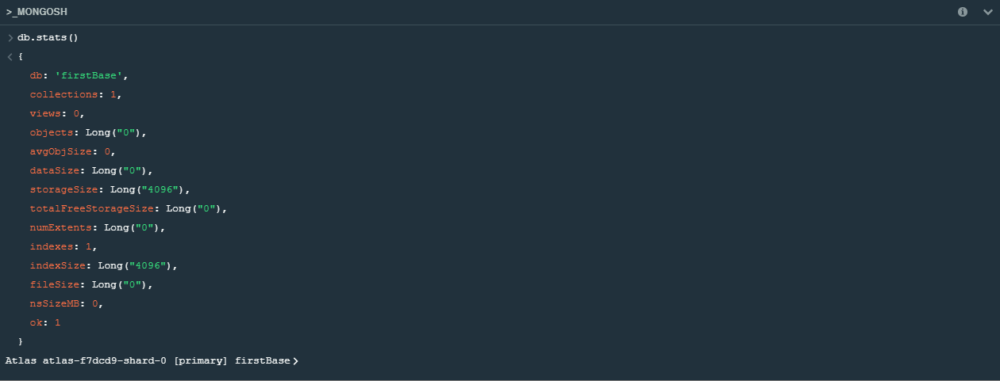 >_MONGOSH
> db.stats()
< {
db: 'firstBase',
collections: 1,
views: 0,
objects: Long("0"),
avgObjSize: 0,
dataSize: Long("0"),
storageSize: Long("4096"),
totalFreeStorageSize: Long("0"),
numExtents: Long("0"),
indexes: 1,
indexSize: Long("4096"),
fileSize: Long("0"),
nsSizeMB: 0,
ok: 1
}
Atlas atlas-f7dcd9-shard-0 [primary] firstBase>